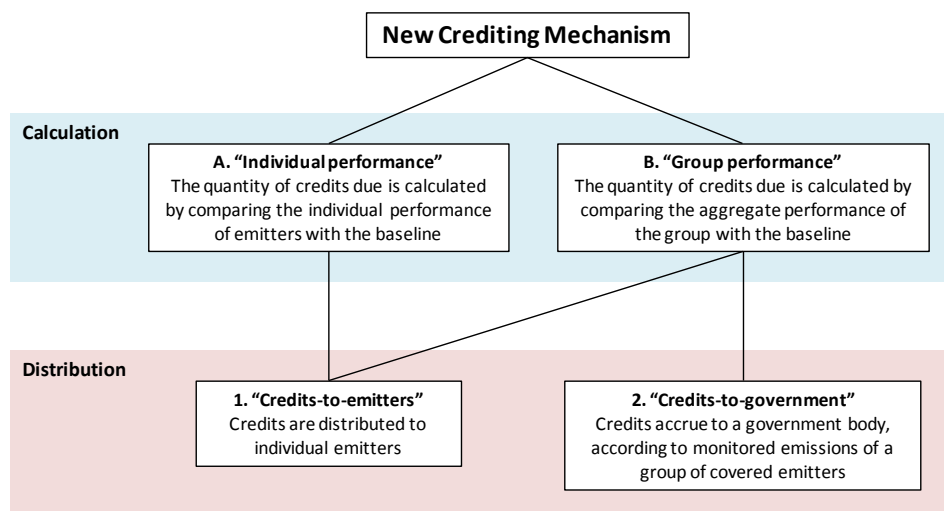 New Crediting Mechanism
Calculation
A. “Individual performance”
The quantity of credits due is calculated
by comparing the individual performance
of emitters with the baseline
B. “Group performance”
The quantity of credits due is calculated by
comparing the aggregate performance of
the group with the baseline
Distribution
1. “Credits-to-emitters”
Credits are distributed to
individual emitters
2. “Credits-to-government”
Credits accrue to a government body,
according to monitored emissions of a
group of covered emitters